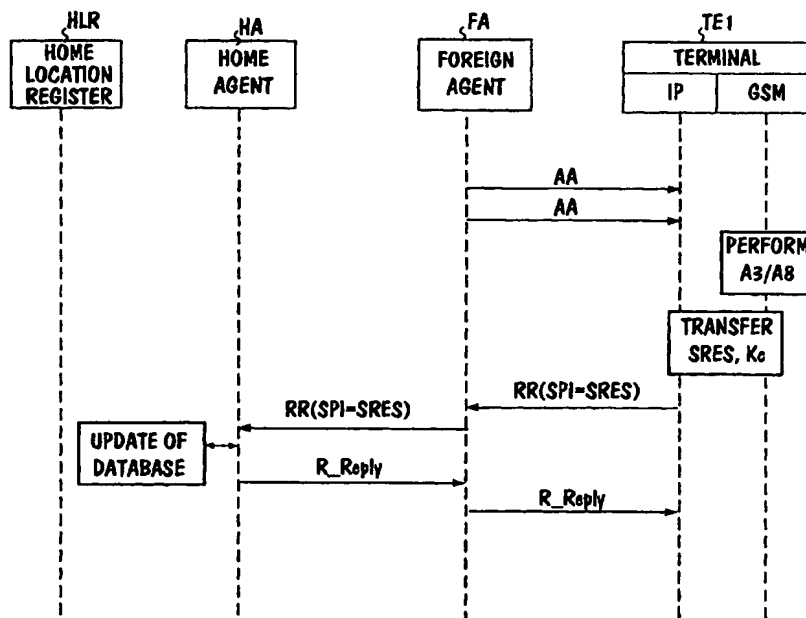 HLR
HA
FA
TE1
HOME
LOCATION
REGISTER
HOME
AGENT
FOREIGN
AGENT
TERMINAL
IP
GSM
AA
AA
PERFORM
A3/A8
TRANSFER
SRES, Kc
RR(SPI=SRES)
RR(SPI=SRES)
UPDATE OF
DATABASE
R_Reply
R_Reply